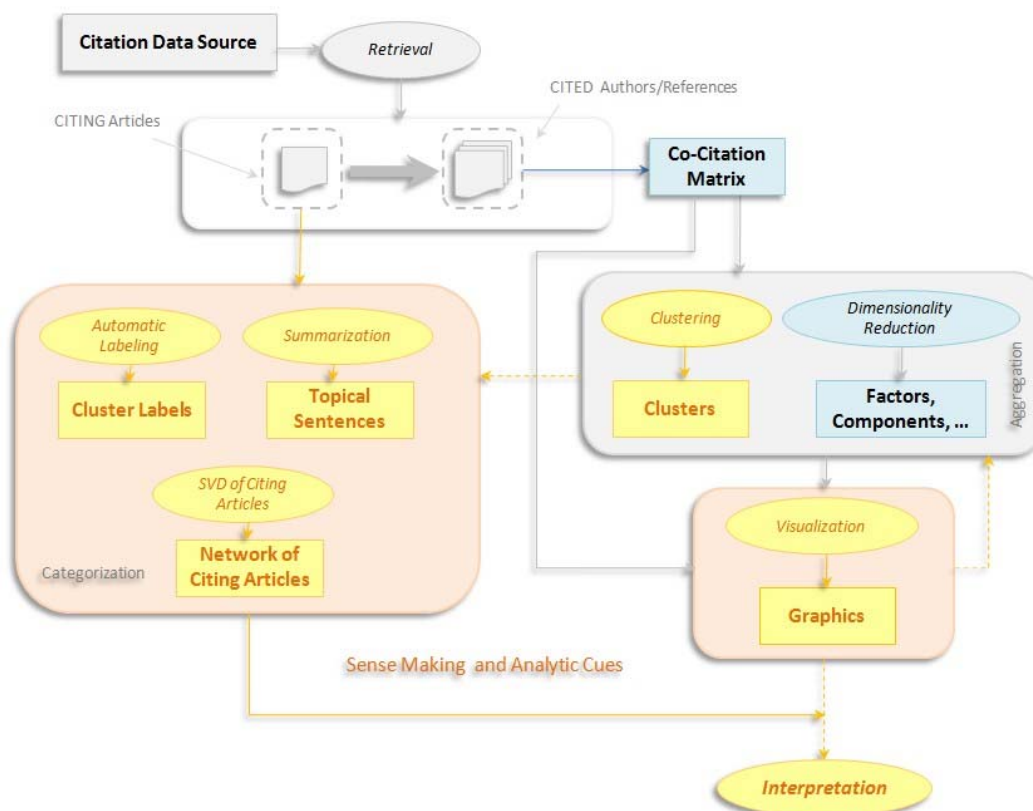 Citation Data Source
Retrieval
CITED Authors/References
CITING Articles
Co-Citation
Matrix
Automatic
Labeling
Summarization
Cluster Labels
Topical
Sentences
SVD of Citing
Articles
Network of
Citing Articles
Categorization
Clustering
Dimensionality
Reduction
Clusters
Factors,
Components, ...
Aggregation
Visualization
Graphics
Sense Making and Analytic Cues
Interpretation